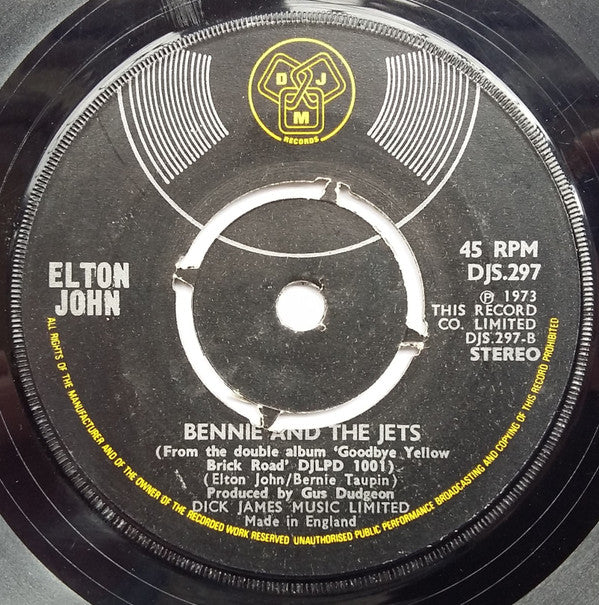 D J
M
RECORDS
ELTON
JOHN
45 RPM
DJS.297
Ⓟ 1973
THIS RECORD
CO. LIMITED
DJS.297-B
STEREO
BENNIE AND THE JETS
(From the double album ‘Goodbye Yellow
Brick Road’ DJLPD 1001)
(Elton John/Bernie Taupin)
Produced by Gus Dudgeon
DICK JAMES MUSIC LIMITED
Made in England
ALL RIGHTS OF THE MANUFACTURER AND OF THE OWNER OF THE RECORDED WORK RESERVED UNAUTHORISED PUBLIC PERFORMANCE BROADCASTING AND COPYING OF THIS RECORD PROHIBITED